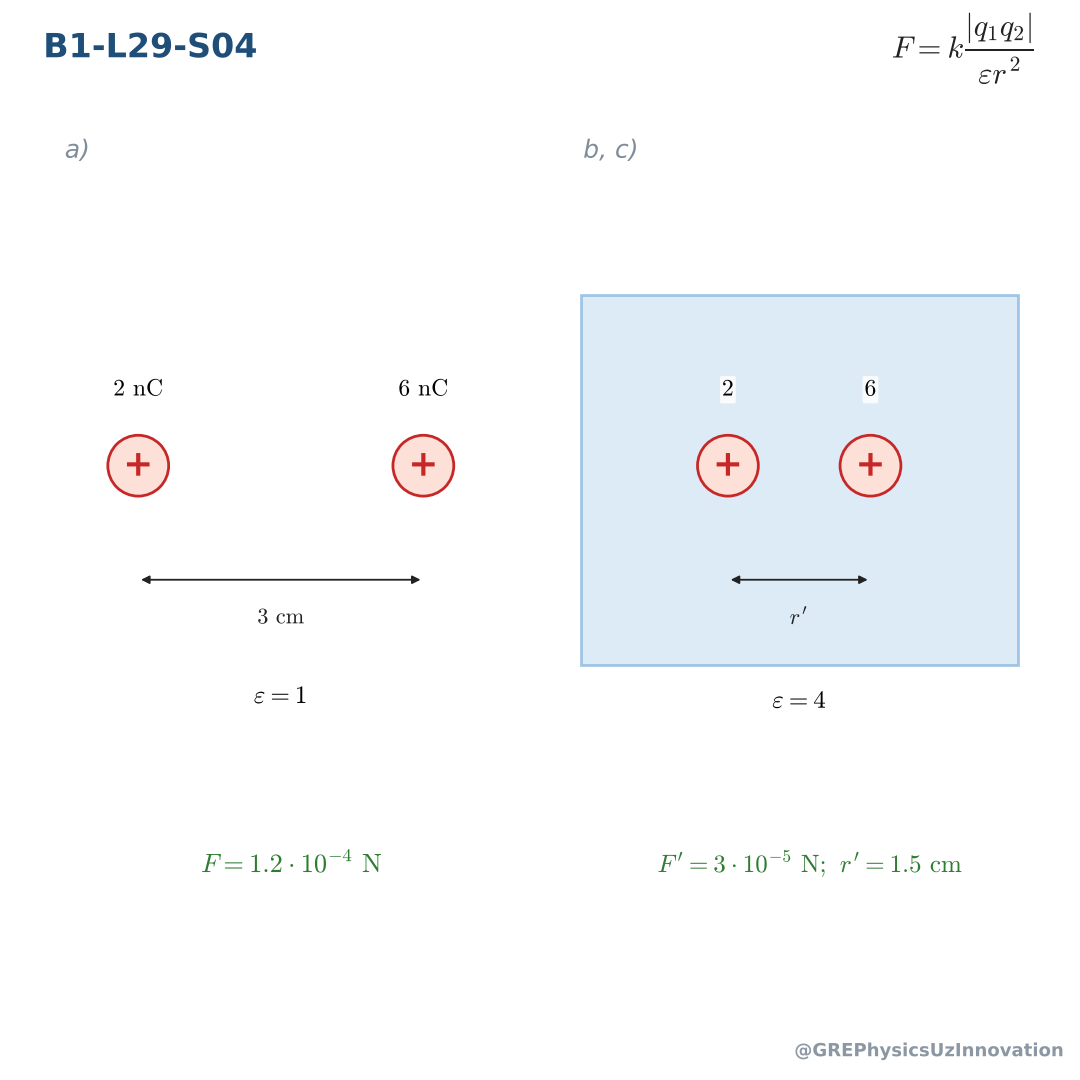 B1-L29-S04
F = k |q₁q₂| / εr²
a)
b, c)
2 nC
6 nC
2
6
+
+
+
+
3 cm
r′
ε = 1
ε = 4
F = 1.2 · 10⁻⁴ N
F′ = 3 · 10⁻⁵ N; r′ = 1.5 cm
@GREPhysicsUzInnovation